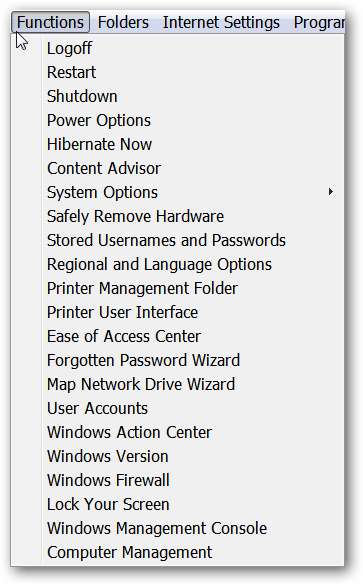 Functions Folders Internet Settings Program
Logoff
Restart
Shutdown
Power Options
Hibernate Now
Content Advisor
System Options
Safely Remove Hardware
Stored Usernames and Passwords
Regional and Language Options
Printer Management Folder
Printer User Interface
Ease of Access Center
Forgotten Password Wizard
Map Network Drive Wizard
User Accounts
Windows Action Center
Windows Version
Windows Firewall
Lock Your Screen
Windows Management Console
Computer Management